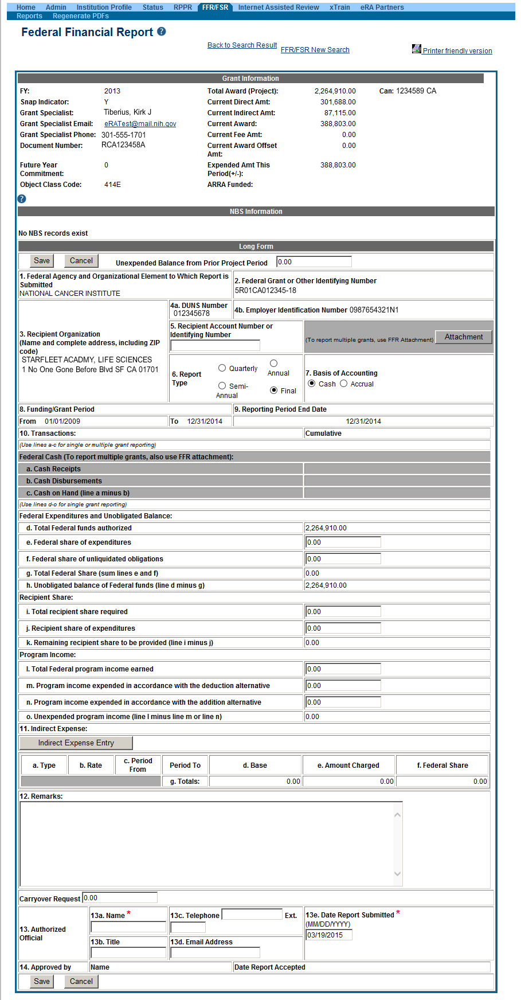 Home Admin Institution Profile Status RPPR FFR/FSR Internet Assisted Review xTrain eRA Partners
Reports Regenerate PDFs
Federal Financial Report ?
Back to Search Result FFR/FSR New Search Printer friendly version
Grant Information
FY: 2013 Total Award (Project): 2,264,910.00 Can: 1234589 CA
Snap Indicator: Y Current Direct Amt: 301,688.00
Grant Specialist: Tiberius, Kirk J Current Indirect Amt: 87,115.00
Grant Specialist Email: eRATest@mail.nih.gov Current Award: 388,803.00
Grant Specialist Phone: 301-555-1701 Current Fee Amt: 0.00
Document Number: RCA123458A Current Award Offset Amt: 0.00
Future Year Commitment: 0 Expended Amt This Period(+/-): 388,803.00
Object Class Code: 414E ARRA Funded:
?
NBS Information
No NBS records exist
Long Form
Save Cancel Unexpended Balance from Prior Project Period 0.00
1. Federal Agency and Organizational Element to Which Report is Submitted
NATIONAL CANCER INSTITUTE
2. Federal Grant or Other Identifying Number
5R01CA012345-18
3. Recipient Organization
(Name and complete address, including ZIP code)
STARFLEET ACADMY, LIFE SCIENCES
1 No One Gone Before Blvd SF CA 01701
4a. DUNS Number
012345678
4b. Employer Identification Number 0987654321N1
5. Recipient Account Number or Identifying Number
(To report multiple grants, use FFR Attachment) Attachment
6. Report Type
Quarterly Annual
Semi-Annual Final
7. Basis of Accounting
Cash Accrual
8. Funding/Grant Period 9. Reporting Period End Date
From 01/01/2009 To 12/31/2014 12/31/2014
10. Transactions: Cumulative
(Use lines a-c for single or multiple grant reporting)
Federal Cash (To report multiple grants, also use FFR attachment):
a. Cash Receipts
b. Cash Disbursements
c. Cash on Hand (line a minus b)
(Use lines d-o for single grant reporting)
Federal Expenditures and Unobligated Balance:
d. Total Federal funds authorized 2,264,910.00
e. Federal share of expenditures 0.00
f. Federal share of unliquidated obligations 0.00
g. Total Federal Share (sum lines e and f) 0.00
h. Unobligated balance of Federal funds (line d minus g) 2,264,910.00
Recipient Share:
i. Total recipient share required 0.00
j. Recipient share of expenditures 0.00
k. Remaining recipient share to be provided (line i minus j) 0.00
Program Income:
l. Total Federal program income earned 0.00
m. Program income expended in accordance with the deduction alternative 0.00
n. Program income expended in accordance with the addition alternative 0.00
o. Unexpended program income (line l minus line m or line n) 0.00
11. Indirect Expense:
Indirect Expense Entry
a. Type b. Rate c. Period From Period To d. Base e. Amount Charged f. Federal Share
g. Totals: 0.00 0.00 0.00
12. Remarks:
Carryover Request 0.00
13. Authorized Official
13a. Name * 13c. Telephone Ext. 13e. Date Report Submitted *
(MM/DD/YYYY)
03/19/2015
13b. Title 13d. Email Address
14. Approved by Name Date Report Accepted
Save Cancel